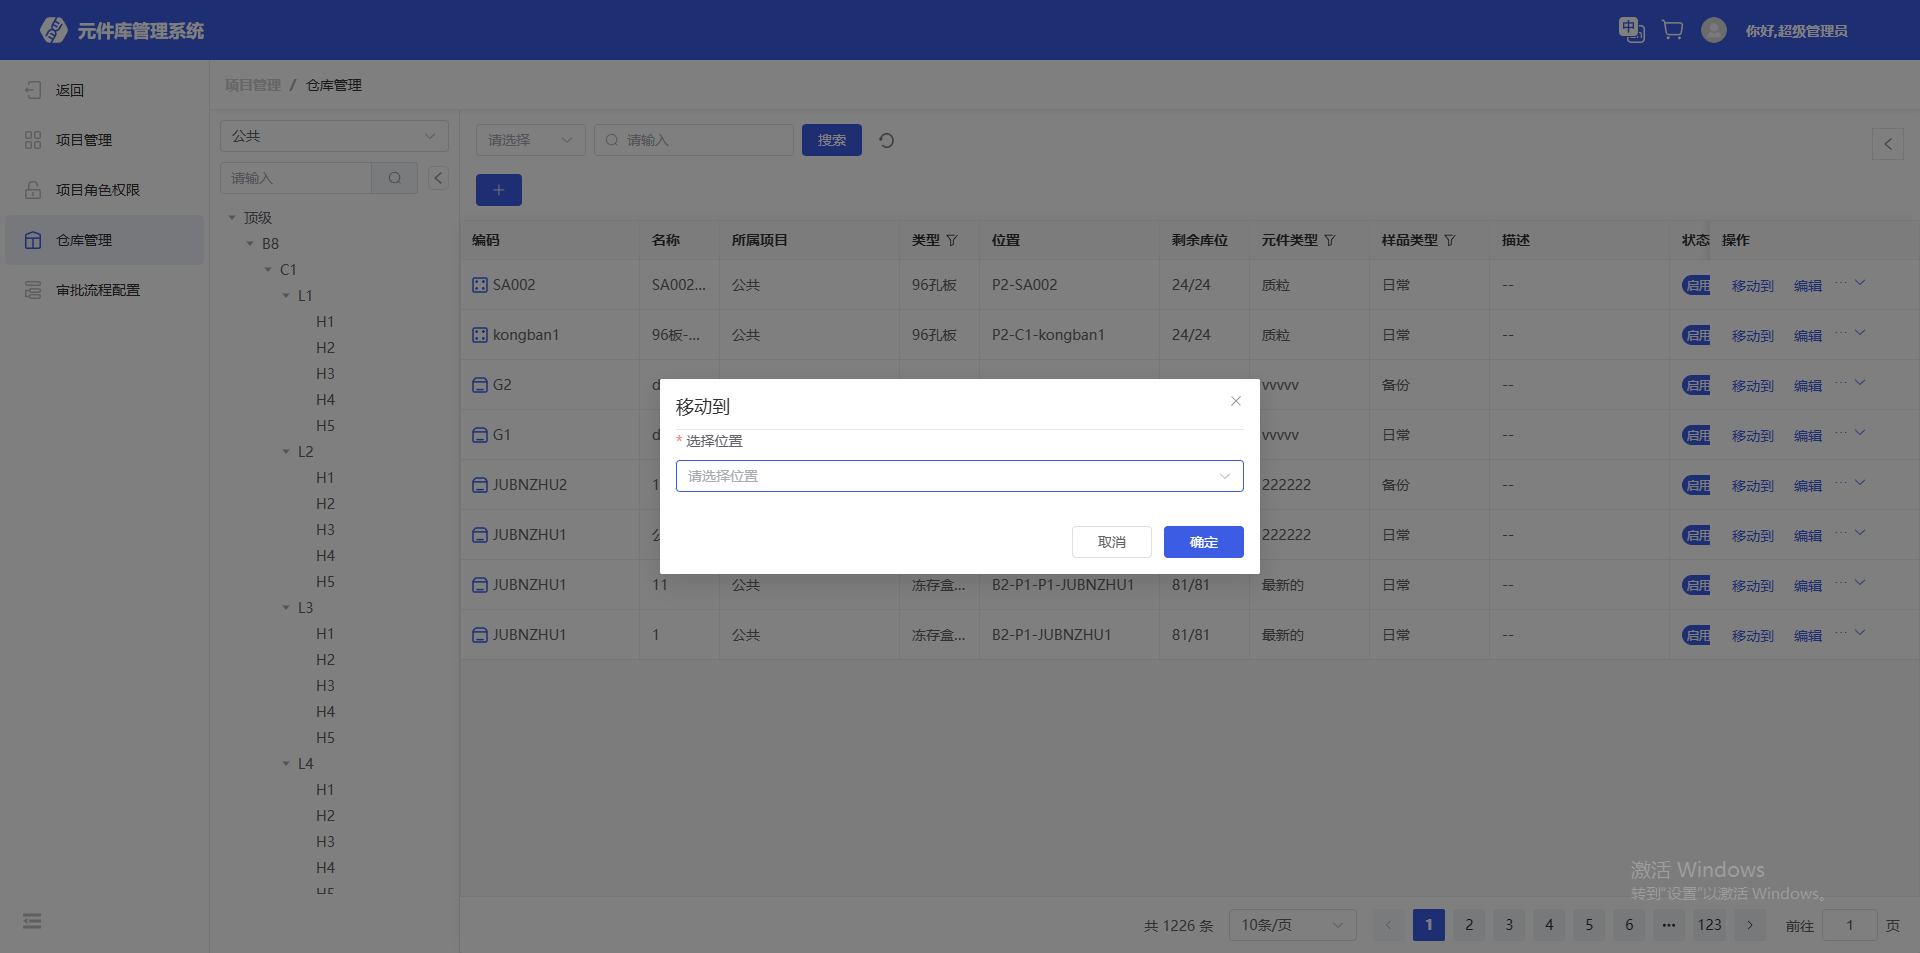 元件库管理系统
中
你好,超级管理员
返回
项目管理
项目角色权限
仓库管理
审批流程配置
项目管理 / 仓库管理
公共
请输入
顶级
B8
C1
L1
H1
H2
H3
H4
H5
L2
H1
H2
H3
H4
H5
L3
H1
H2
H3
H4
H5
L4
H1
H2
H3
H4
H5
请选择 请输入 搜索
编码 名称 所属项目 类型 位置 剩余库位 元件类型 样品类型 描述 状态 操作
SA002 SA002... 公共 96孔板 P2-SA002 24/24 质粒 日常 -- 启用 移动到 编辑 ...
kongban1 96板-... 公共 96孔板 P2-C1-kongban1 24/24 质粒 日常 -- 启用 移动到 编辑 ...
G2 d vvvvv 备份 -- 启用 移动到 编辑 ...
G1 d vvvvv 日常 -- 启用 移动到 编辑 ...
JUBNZHU2 1 222222 备份 -- 启用 移动到 编辑 ...
JUBNZHU1 222222 日常 -- 启用 移动到 编辑 ...
JUBNZHU1 11 公共 冻存盒... B2-P1-P1-JUBNZHU1 81/81 最新的 日常 -- 启用 移动到 编辑 ...
JUBNZHU1 1 公共 冻存盒... B2-P1-JUBNZHU1 81/81 最新的 日常 -- 启用 移动到 编辑 ...
移动到
* 选择位置
请选择位置
取消 确定
激活 Windows
转到"设置"以激活 Windows。
共 1226 条 10条/页 1 2 3 4 5 6 ... 123 前往 1 页